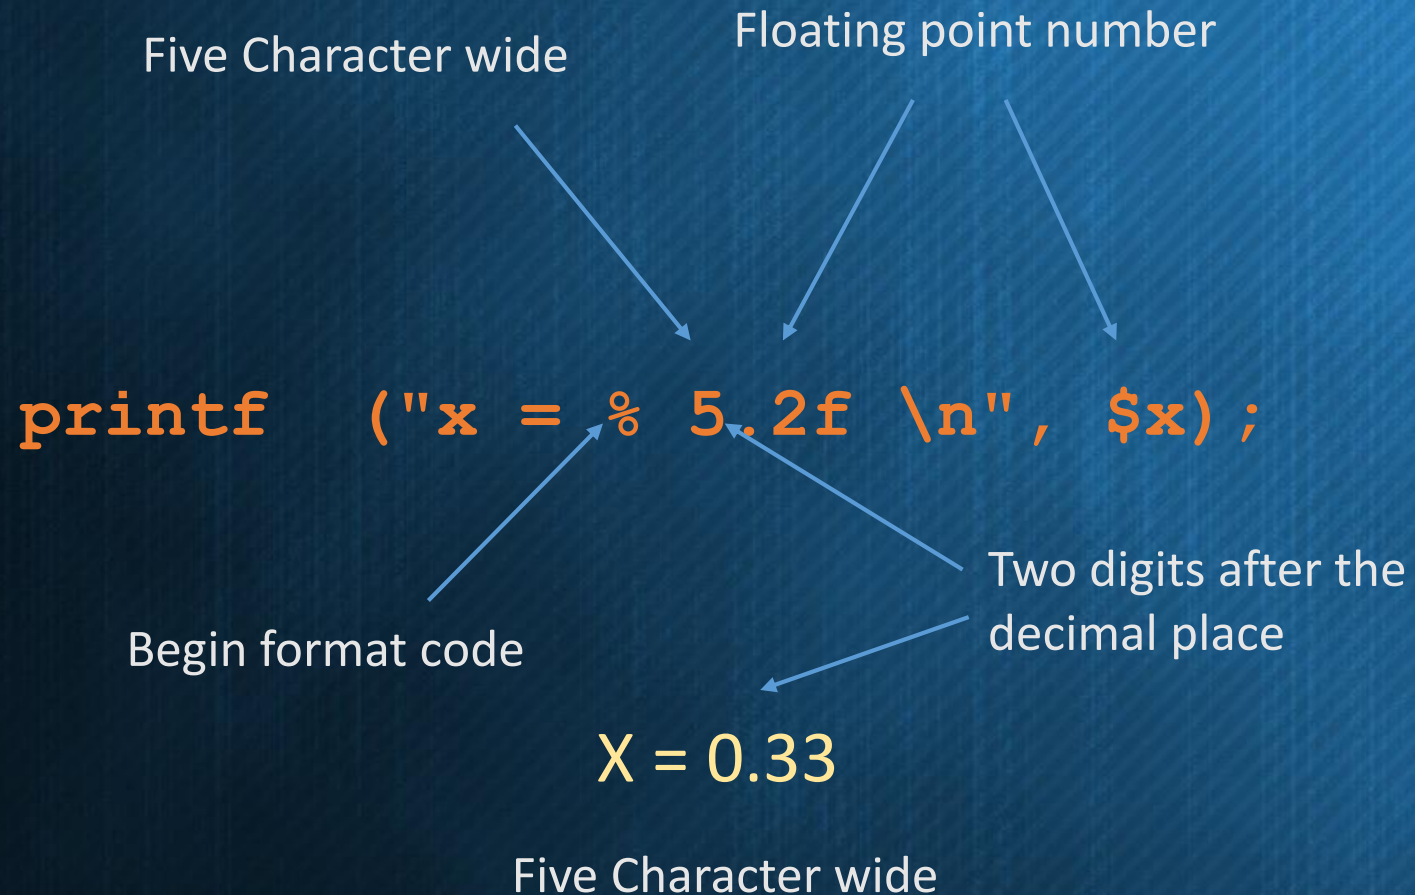 Five Character wide
Floating point number
printf ("x = % 5.2f \n", $x);
Begin format code
Two digits after the
decimal place
X = 0.33
Five Character wide